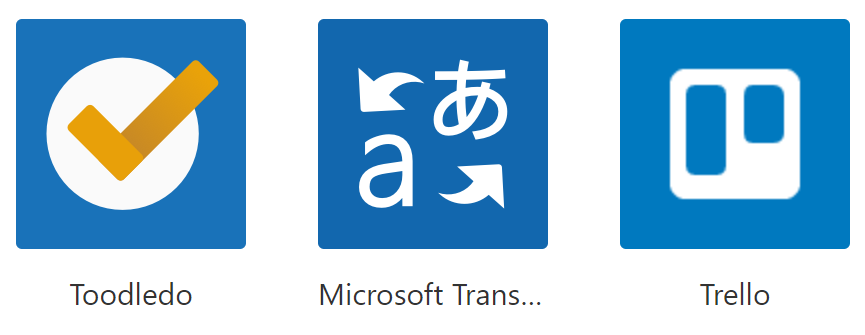 あ
a
Toodledo
Microsoft Trans...
Trello